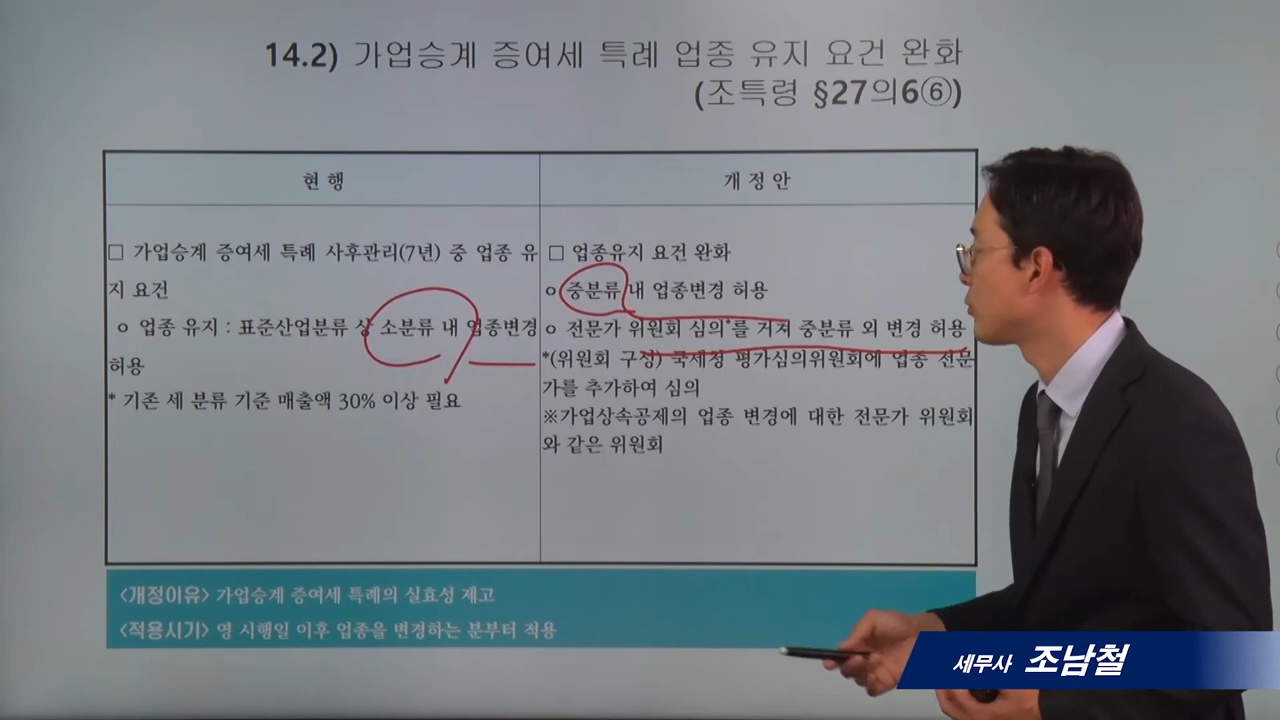 14.2) 가업승계 증여세 특례 업종 유지 요건 완화
(조특령 §27의6⑥)
현 행
개 정 안
□ 가업승계 증여세 특례 사후관리(7년) 중 업종 유
지 요건
ㅇ 업종 유지 : 표준산업분류 상 소분류 내 업종변경
허용
* 기존 세 분류 기준 매출액 30% 이상 필요
□ 업종유지 요건 완화
ㅇ 중분류 내 업종변경 허용
ㅇ 전문가 위원회 심의*를 거쳐 중분류 외 변경 허용
*(위원회 구성) 국세청 평가심의위원회에 업종 전문
가를 추가하여 심의
※가업상속공제의 업종 변경에 대한 전문가 위원회
와 같은 위원회
<개정이유> 가업승계 증여세 특례의 실효성 제고
<적용시기> 영 시행일 이후 업종을 변경하는 분부터 적용
세무사 조남철